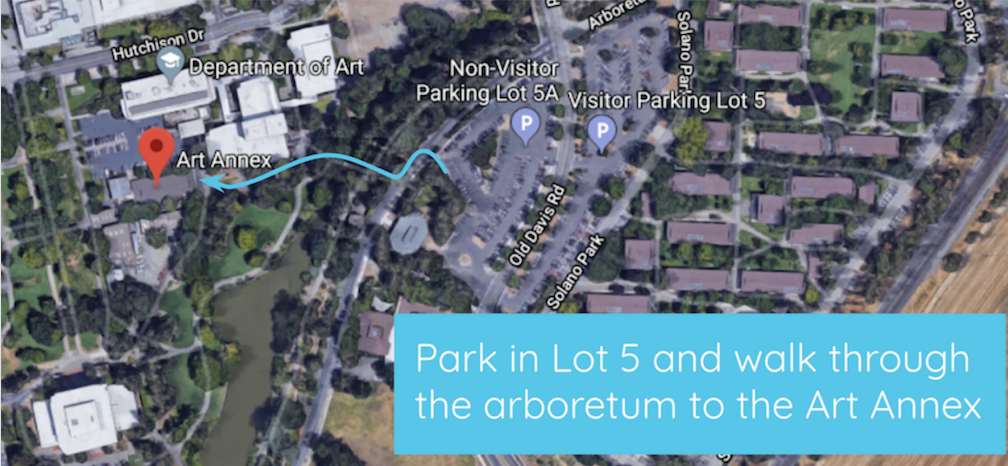 Hutchison Dr
Department of Art
Art Annex
Non-Visitor
Parking Lot 5A
Visitor Parking Lot 5
P
P
Solano Park
Solano Park
Old Davis Rd
Park in Lot 5 and walk through
the arboretum to the Art Annex